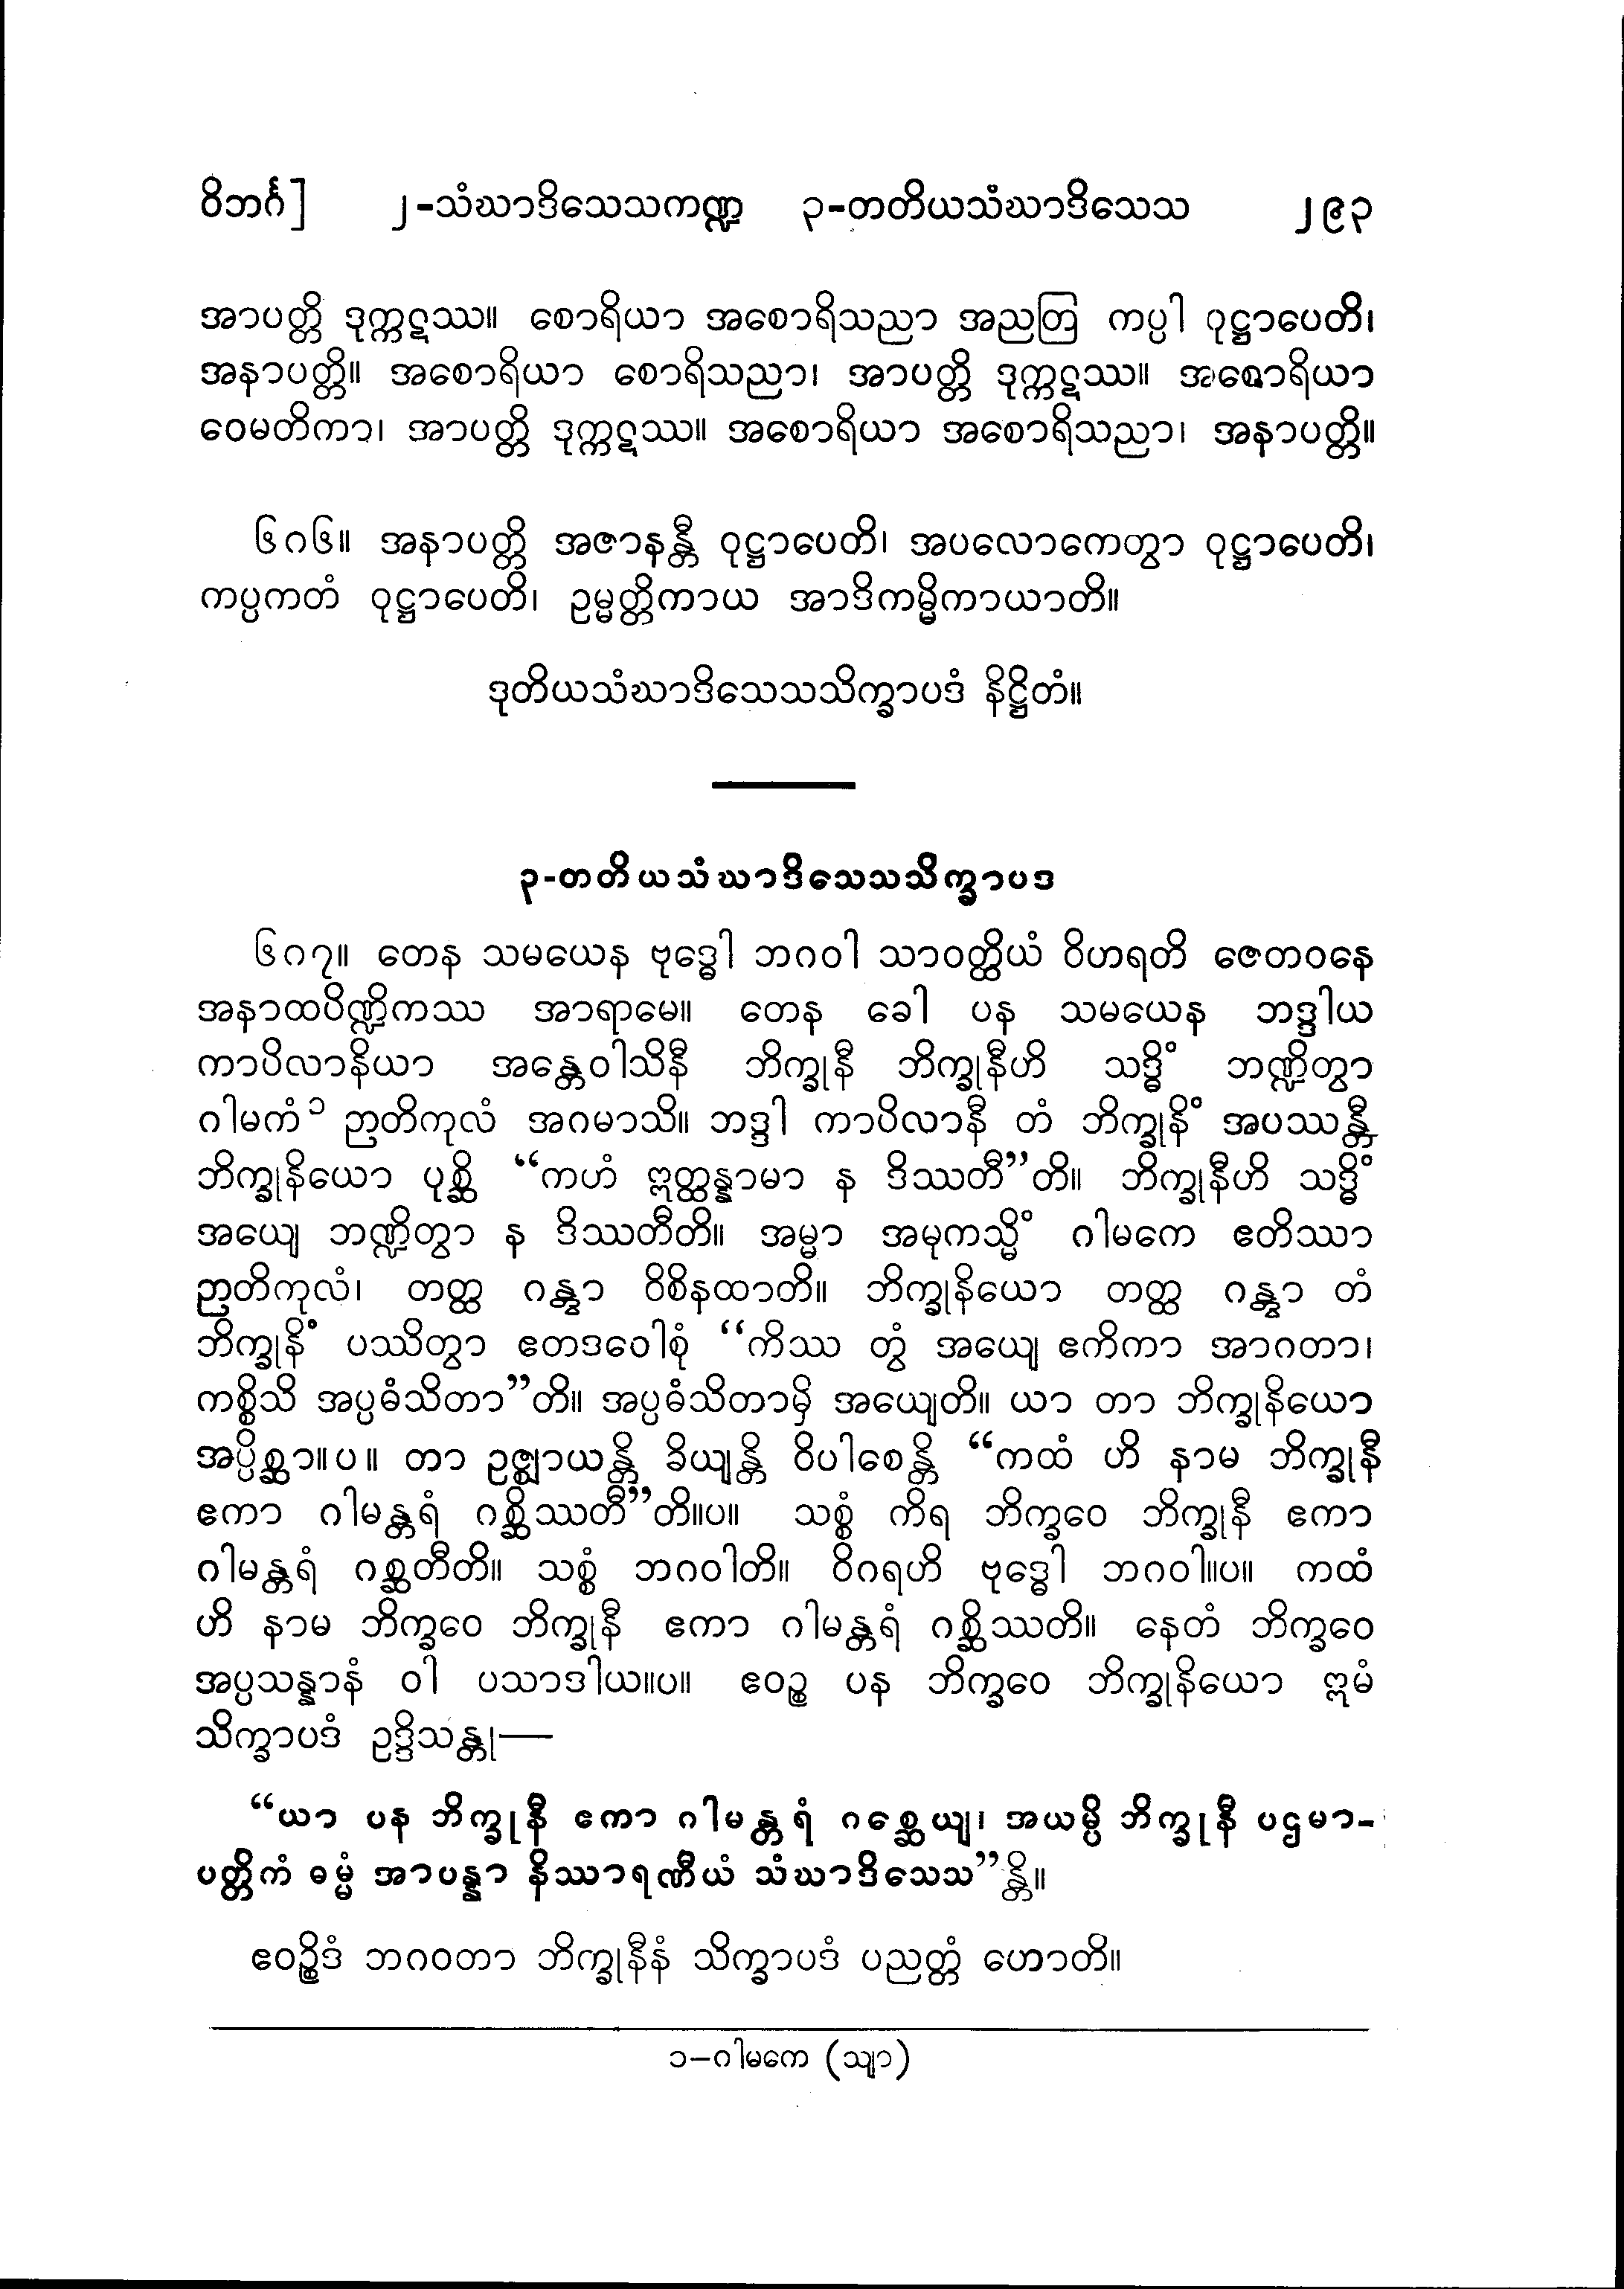 ဝိဘင်္ဂ]	၂-သံဃာဒိသေသကဏ္ဍ	၃-တတိယသံဃာဒိသေသ	၂၉၃
အာပတ္တိ ဒုက္ကဋဿ။ စောရိယာ အစောရိသညာ အညတြ ကပ္ပါ ဝုဋ္ဌာပေတိ၊
အနာပတ္တိ။ အစောရိယာ စောရိသညာ၊ အာပတ္တိ ဒုက္ကဋဿ။ အစောရိယာ
ဝေမတိကာ၊ အာပတ္တိ ဒုက္ကဋဿ။ အစောရိယာ အစောရိသညာ၊ အနာပတ္တိ။
၆၈၆။ အနာပတ္တိ အဇာနန္တီ ဝုဋ္ဌာပေတိ၊ အပလောကေတွာ ဝုဋ္ဌာပေတိ၊
ကပ္ပကတံ ဝုဋ္ဌာပေတိ၊ ဥမ္မတ္တိကာယ အာဒိကမ္မိကာယာတိ။
ဒုတိယသံဃာဒိသေသသိက္ခာပဒံ နိဋ္ဌိတံ။
၃-တတိယသံဃာဒိသေသသိက္ခာပဒ
၆၈၇။ တေန သမယေန ဗုဒ္ဓေါ ဘဂဝါ သာဝတ္ထိယံ ဝိဟရတိ ဇေတဝနေ
အနာထပိဏ္ဍိကဿ အာရာမေ။ တေန ခေါ ပန သမယေန ဘဒ္ဒါယ
ကာပိလာနိယာ အန္တေဝါသိနီ ဘိက္ခုနီ ဘိက္ခုနီဟိ သဒ္ဓိံ ဘဏ္ဍိတွာ
ဂါမကံ ၁ ဉာတိကုလံ အဂမာသိ။ ဘဒ္ဒါ ကာပိလာနီ တံ ဘိက္ခုနိံ အပဿန္တီ
ဘိက္ခုနိယော ပုစ္ဆိ “ကဟံ ဣတ္ထန္နာမာ န ဒိဿတီ”တိ။ ဘိက္ခုနီဟိ သဒ္ဓိံ
အယျေ ဘဏ္ဍိတွာ န ဒိဿတီတိ။ အမ္မာ အမုကသ္မိံ ဂါမကေ ဧတိဿာ
ဉာတိကုလံ၊ တတ္ထ ဂန္တွာ ဝိစိနထာတိ။ ဘိက္ခုနိယော တတ္ထ ဂန္တွာ တံ
ဘိက္ခုနိံ ပဿိတွာ ဧတဒဝေါစုံ “ကိဿ တွံ အယျေ ဧကိကာ အာဂတာ၊
ကစ္စိသိ အပ္ပဓံသိတာ”တိ။ အပ္ပဓံသိတာမှိ အယျေတိ။ ယာ တာ ဘိက္ခုနိယော
အပ္ပိစ္ဆာ။ပ။ တာ ဥဇ္ဈာယန္တိ ခိယျန္တိ ဝိပါစေန္တိ “ကထံ ဟိ နာမ ဘိက္ခုနီ
ဧကာ ဂါမန္တရံ ဂစ္ဆိဿတီ”တိ။ပ။ သစ္စံ ကိရ ဘိက္ခဝေ ဘိက္ခုနီ ဧကာ
ဂါမန္တရံ ဂစ္ဆတီတိ။ သစ္စံ ဘဂဝါတိ။ ဝိဂရဟိ ဗုဒ္ဓေါ ဘဂဝါ။ပ။ ကထံ
ဟိ နာမ ဘိက္ခဝေ ဘိက္ခုနီ ဧကာ ဂါမန္တရံ ဂစ္ဆိဿတိ။ နေတံ ဘိက္ခဝေ
အပ္ပသန္နာနံ ဝါ ပသာဒါယ။ပ။ ဧဝဉ္စ ပန ဘိက္ခဝေ ဘိက္ခုနိယော ဣမံ
သိက္ခာပဒံ ဥဒ္ဒိသန္တု—
“ယာ ပန ဘိက္ခုနီ ဧကာ ဂါမန္တရံ ဂစ္ဆေယျ၊ အယမ္ပိ ဘိက္ခုနီ ပဌမာ-
ပတ္တိကံ ဓမ္မံ အာပန္နာ နိဿာရဏီယံ သံဃာဒိသေသ”န္တိ။
ဧဝဉ္စိဒံ ဘဂဝတာ ဘိက္ခုနီနံ သိက္ခာပဒံ ပညတ္တံ ဟောတိ။
၁–ဂါမကေ (သျာ)